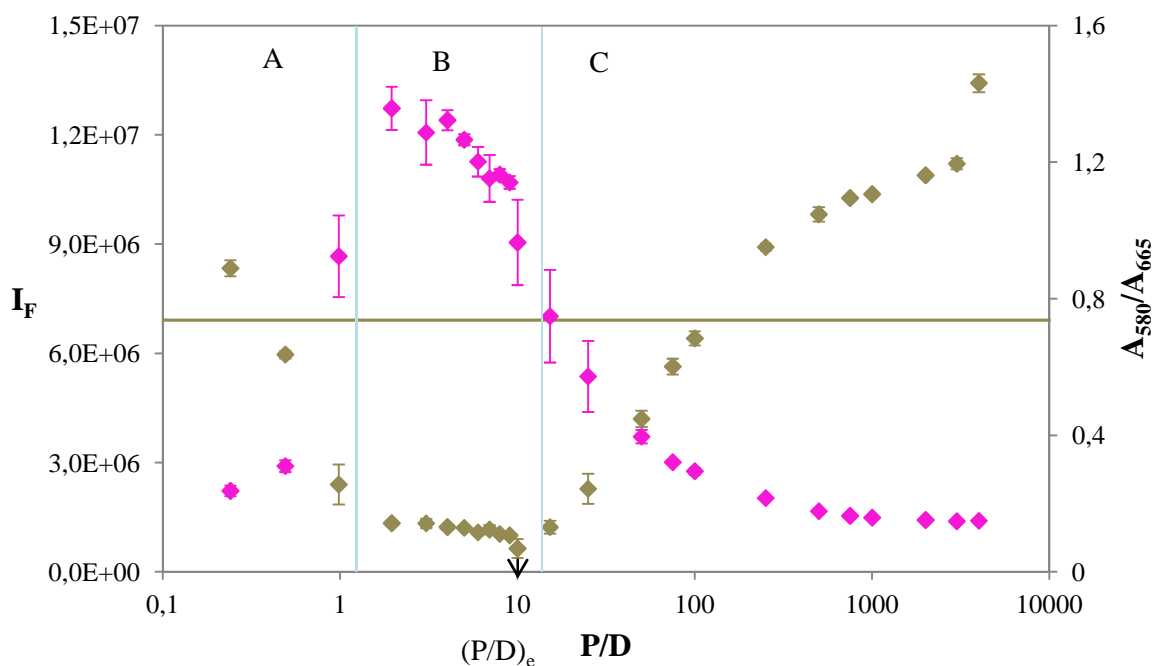 A B C
1,5E+07
1,2E+07
9,0E+06
6,0E+06
3,0E+06
0,0E+00
I_F
1,6
1,2
0,8
0,4
0
A_580/A_665
0,1 1 10 100 1000 10000
(P/D)_e P/D